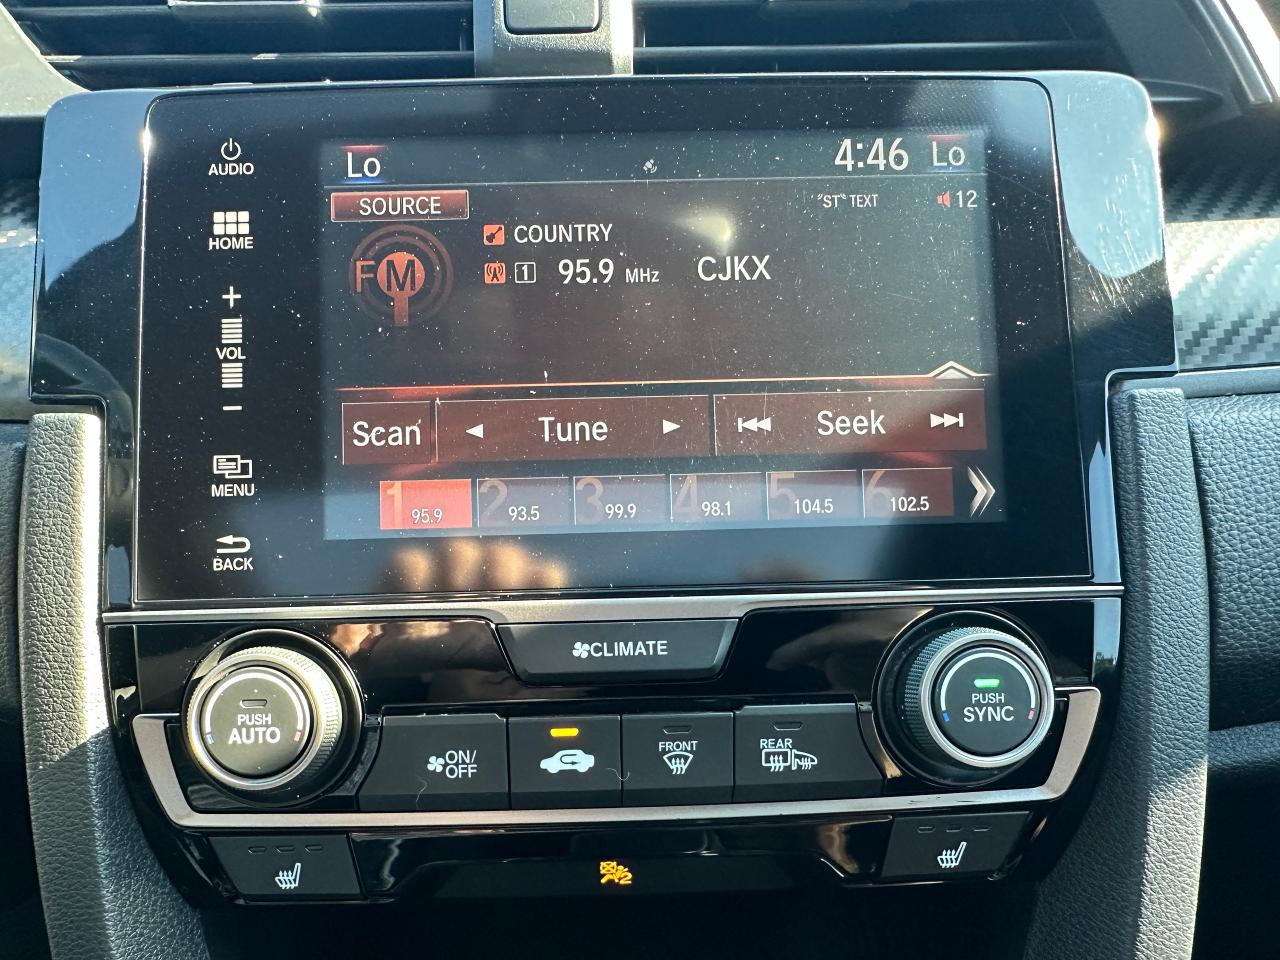 AUDIO
HOME
+
VOL
-
MENU
BACK
Lo 4:46 Lo
SOURCE "ST" TEXT 12
FM
COUNTRY
1 95.9 MHz CJKX
Scan Tune Seek
1 95.9 2 93.5 3 99.9 4 98.1 5 104.5 6 102.5
CLIMATE
PUSH
AUTO
ON/
OFF
FRONT
REAR
PUSH
SYNC
2